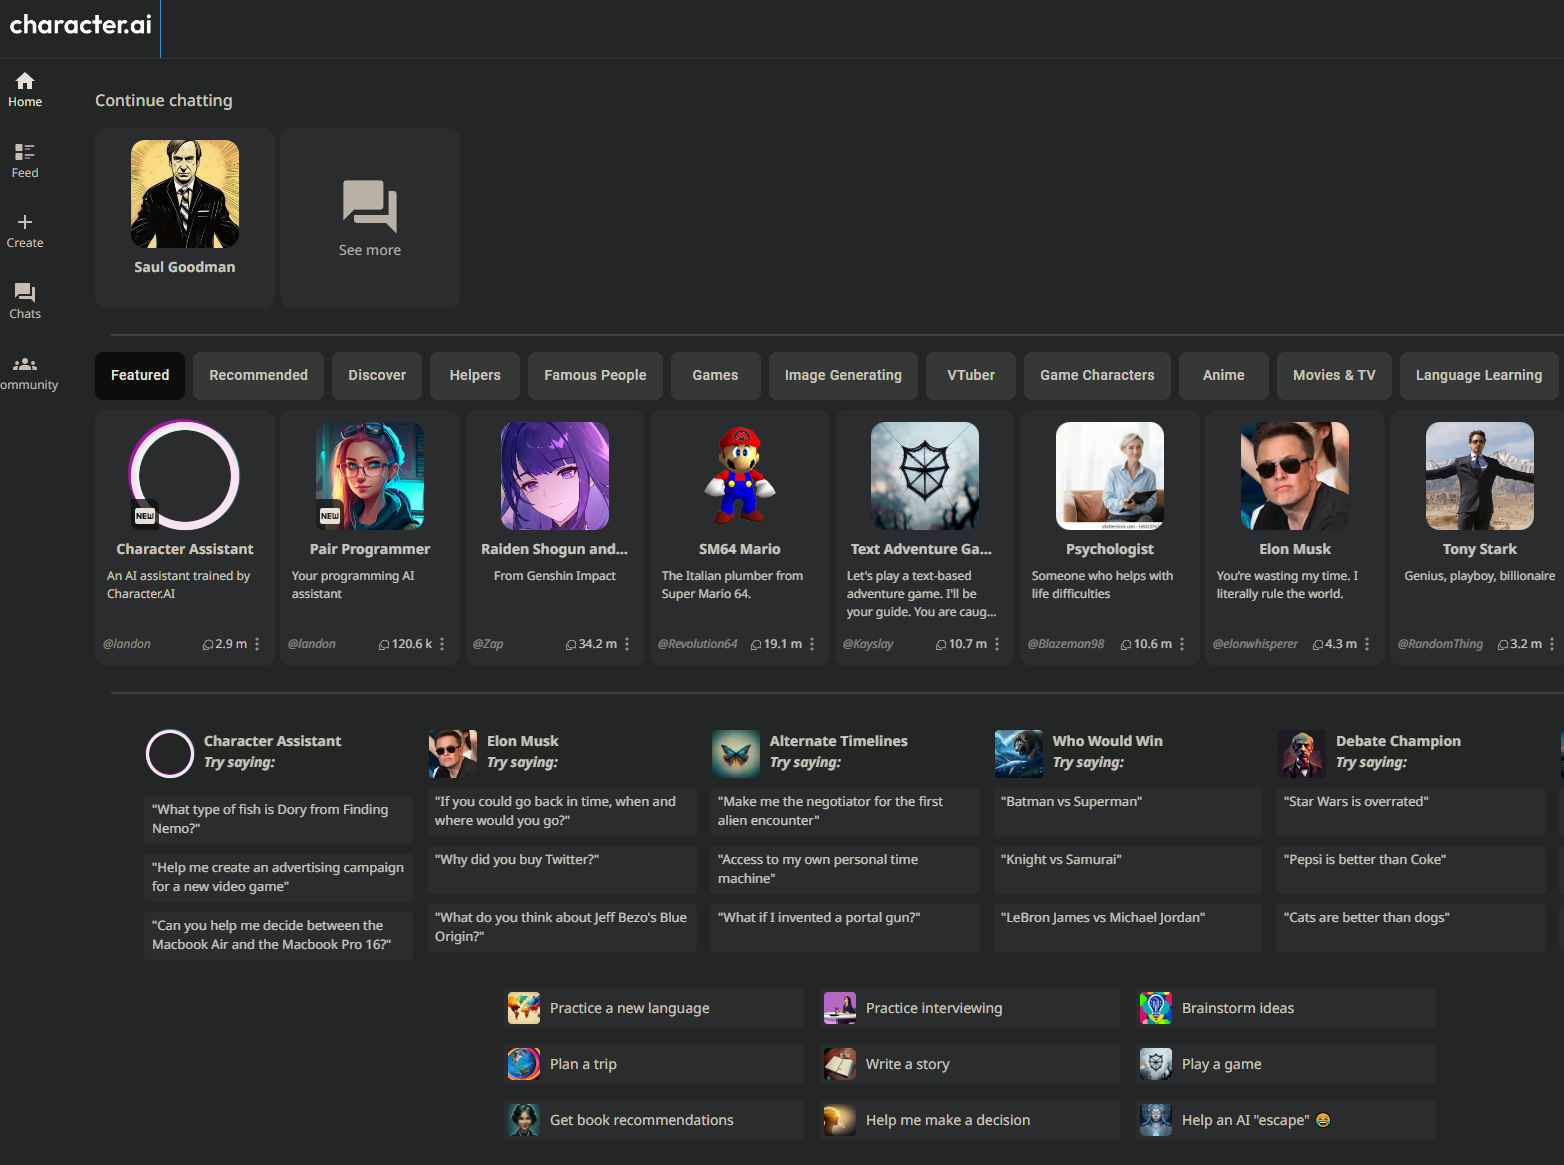 character.ai
Home
Feed
Create
Chats
ommunity
Continue chatting
Saul Goodman
See more
Featured
Recommended
Discover
Helpers
Famous People
Games
Image Generating
VTuber
Game Characters
Anime
Movies & TV
Language Learning
NEW
Character Assistant
An AI assistant trained by
Character.AI
@landon
2.9 m
NEW
Pair Programmer
Your programming AI
assistant
@landon
120.6 k
Raiden Shogun and...
From Genshin Impact
@Zap
34.2 m
SM64 Mario
The Italian plumber from
Super Mario 64.
@Revolution64
19.1 m
Text Adventure Ga...
Let's play a text-based
adventure game. I'll be
your guide. You are caug...
@Kayslay
10.7 m
Psychologist
Someone who helps with
life difficulties
@Blazeman98
10.6 m
Elon Musk
You're wasting my time. I
literally rule the world.
@elonwhisperer
4.3 m
Tony Stark
Genius, playboy, billionaire
@RandomThing
3.2 m
Character Assistant
Try saying:
"What type of fish is Dory from Finding
Nemo?"
"Help me create an advertising campaign
for a new video game"
"Can you help me decide between the
Macbook Air and the Macbook Pro 16?"
Elon Musk
Try saying:
"If you could go back in time, when and
where would you go?"
"Why did you buy Twitter?"
"What do you think about Jeff Bezo's Blue
Origin?"
Alternate Timelines
Try saying:
"Make me the negotiator for the first
alien encounter"
"Access to my own personal time
machine"
"What if I invented a portal gun?"
Who Would Win
Try saying:
"Batman vs Superman"
"Knight vs Samurai"
"LeBron James vs Michael Jordan"
Debate Champion
Try saying:
"Star Wars is overrated"
"Pepsi is better than Coke"
"Cats are better than dogs"
Practice a new language
Practice interviewing
Brainstorm ideas
Plan a trip
Write a story
Play a game
Get book recommendations
Help me make a decision
Help an AI "escape" 😂